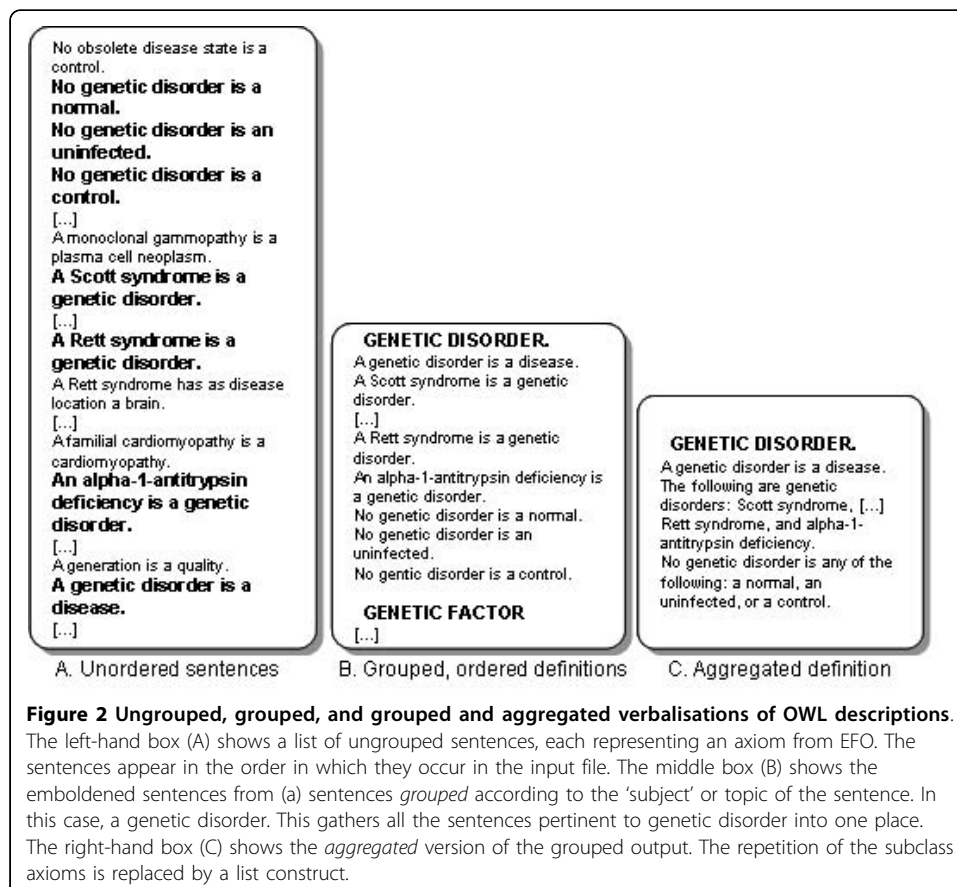 No obsolete disease state is a
control.
No genetic disorder is a
normal.
No genetic disorder is an
uninfected.
No genetic disorder is a
control.
[...]
A monoclonal gammopathy is a
plasma cell neoplasm.
A Scott syndrome is a
genetic disorder.
[...]
A Rett syndrome is a
genetic disorder.
A Rett syndrome has as disease
location a brain.
[...]
A familial cardiomyopathy is a
cardiomyopathy.
An alpha-1-antitrypsin
deficiency is a genetic
disorder.
[...]
A generation is a quality.
A genetic disorder is a
disease.
[...]
A. Unordered sentences
GENETIC DISORDER.
A genetic disorder is a disease.
A Scott syndrome is a genetic
disorder.
[...]
A Rett syndrome is a genetic
disorder.
An alpha-1-antitrypsin deficiency is
a genetic disorder.
No genetic disorder is a normal.
No genetic disorder is an
uninfected.
No gentic disorder is a control.
GENETIC FACTOR
[...]
B. Grouped, ordered definitions
GENETIC DISORDER.
A genetic disorder is a disease.
The following are genetic
disorders: Scott syndrome, [...]
Rett syndrome, and alpha-1-
antitrypsin deficiency.
No genetic disorder is any of the
following: a normal, an
uninfected, or a control.
C. Aggregated definition
Figure 2 Ungrouped, grouped, and grouped and aggregated verbalisations of OWL descriptions.
The left-hand box (A) shows a list of ungrouped sentences, each representing an axiom from EFO. The
sentences appear in the order in which they occur in the input file. The middle box (B) shows the
emboldened sentences from (a) sentences grouped according to the ‘subject’ or topic of the sentence. In
this case, a genetic disorder. This gathers all the sentences pertinent to genetic disorder into one place.
The right-hand box (C) shows the aggregated version of the grouped output. The repetition of the subclass
axioms is replaced by a list construct.